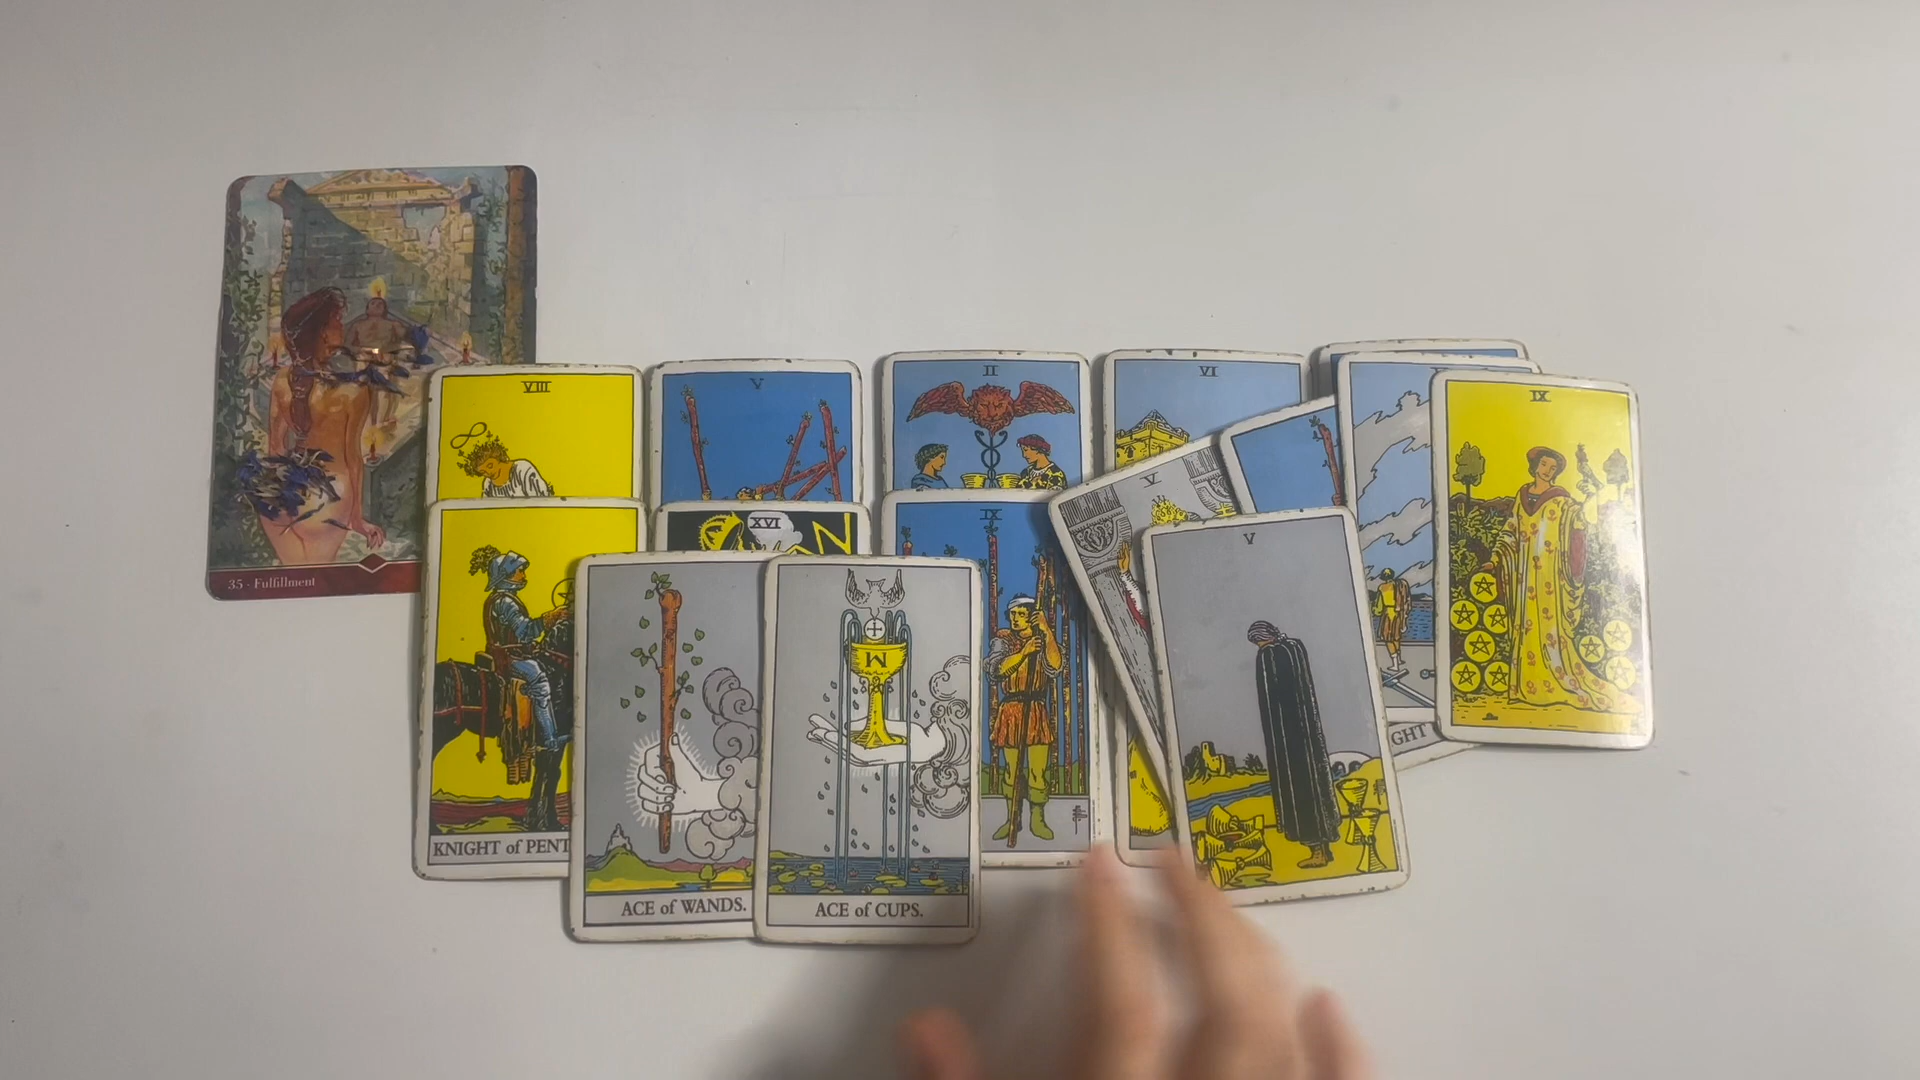 VIII
V
II
VI
IX
35 - Fulfillment
V
XVI
IX
V
KNIGHT of PENT
GHT
ACE of WANDS.
ACE of CUPS.